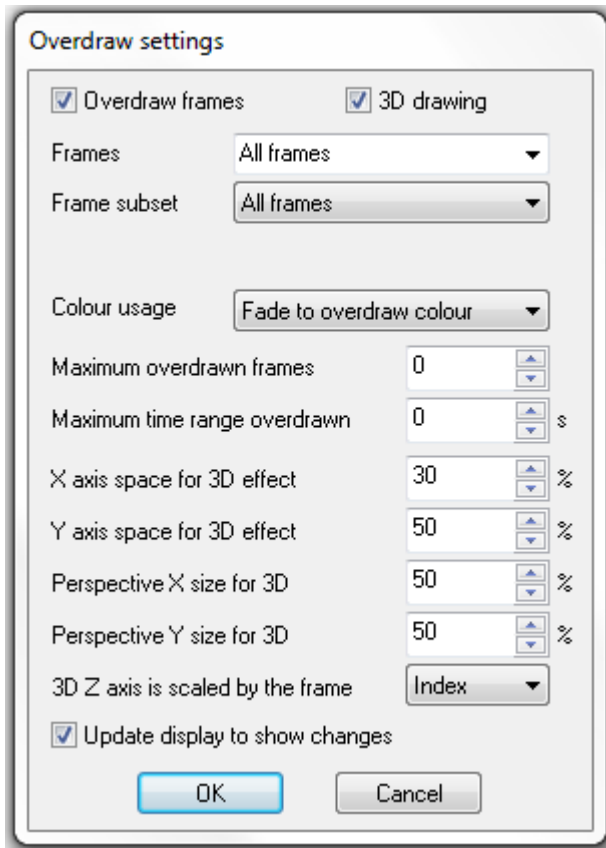 Overdraw settings
Overdraw frames 3D drawing
Frames All frames
Frame subset All frames
Colour usage Fade to overdraw colour
Maximum overdrawn frames 0
Maximum time range overdrawn 0 s
X axis space for 3D effect 30 %
Y axis space for 3D effect 50 %
Perspective X size for 3D 50 %
Perspective Y size for 3D 50 %
3D Z axis is scaled by the frame Index
Update display to show changes
OK Cancel